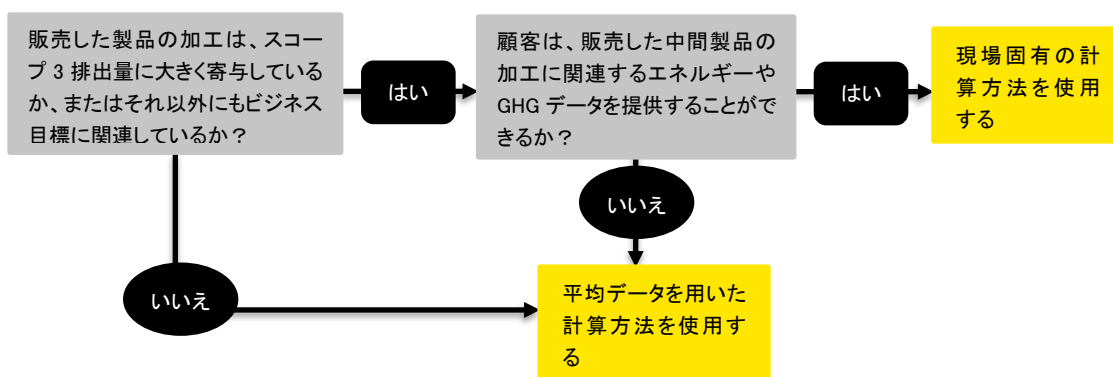 販売した製品の加工は、スコー
プ 3 排出量に大きく寄与している
か、またはそれ以外にもビジネス
目標に関連しているか？
はい
顧客は、販売した中間製品の
加工に関連するエネルギーや
GHG データを提供することがで
きるか？
はい
現場固有の計
算方法を使用
する
いいえ
いいえ
平均データを用いた
計算方法を使用す
る